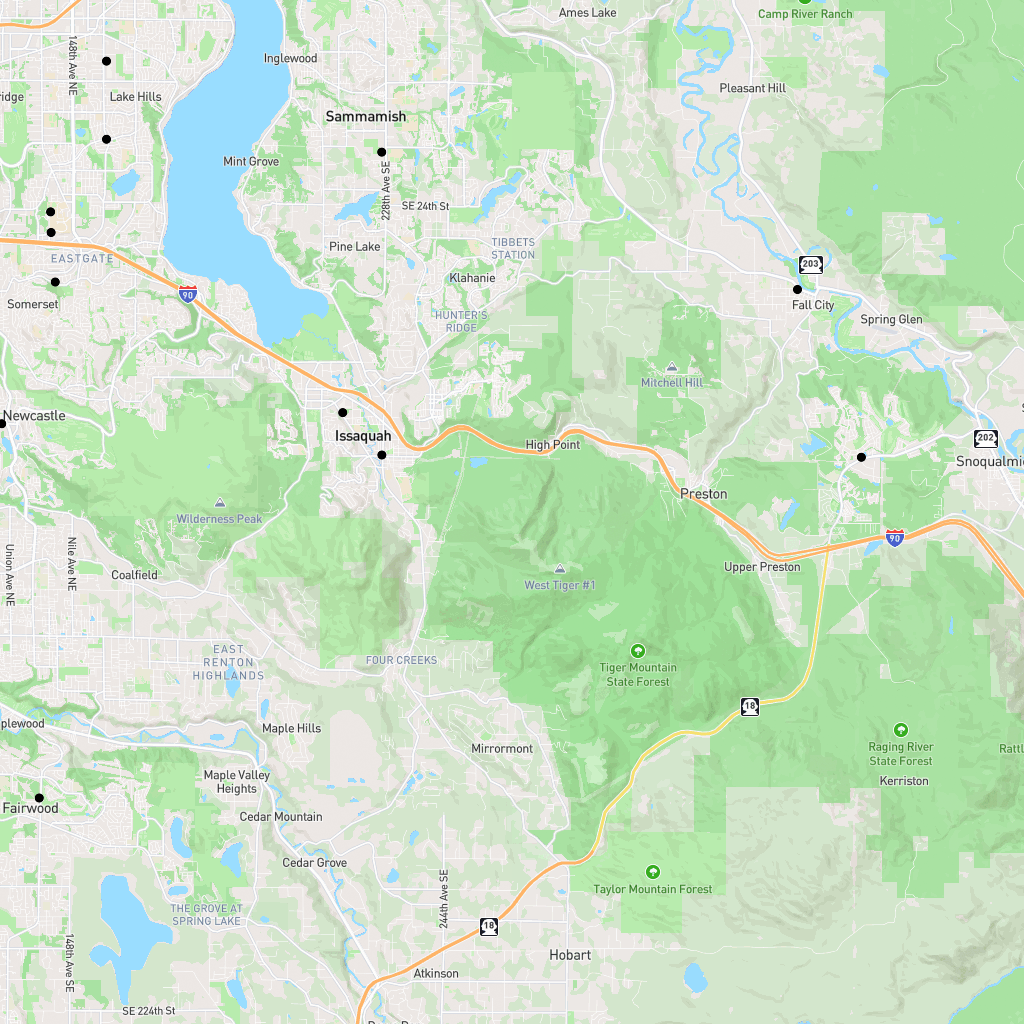 Ames Lake
Camp River Ranch
148th Ave NE
Inglewood
Pleasant Hill
ridge
Lake Hills
Sammamish
Mint Grove
228th Ave SE
SE 24th St
Pine Lake
TIBBETS
STATION
EASTGATE
Klahanie
203
90
Somerset
Fall City
HUNTER'S
RIDGE
Spring Glen
Mitchell Hill
Newcastle
Issaquah
High Point
202
Snoqualmie
Preston
Wilderness Peak
90
Union Ave NE
Nile Ave NE
Coalfield
West Tiger #1
Upper Preston
EAST
RENTON
HIGHLANDS
FOUR CREEKS
Tiger Mountain
State Forest
18
plewood
Maple Hills
Mirrormont
Raging River
State Forest
Rattl
Kerriston
Maple Valley
Heights
Fairwood
Cedar Mountain
Cedar Grove
244th Ave SE
Taylor Mountain Forest
THE GROVE AT
SPRING LAKE
18
148th Ave SE
Hobart
Atkinson
SE 224th St